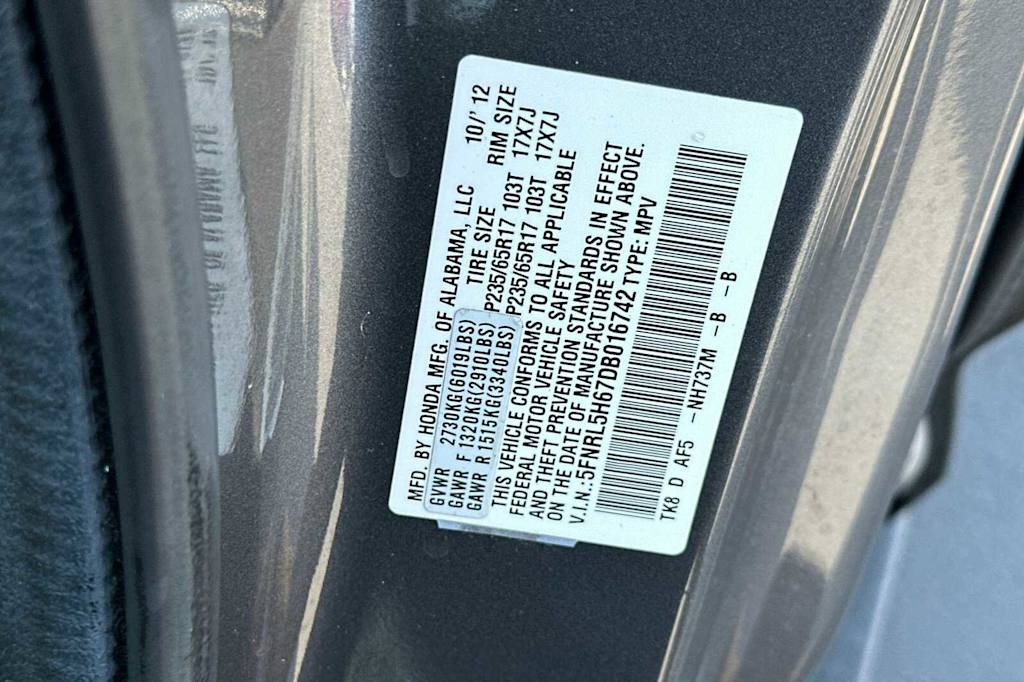 MFD. BY HONDA MFG. OF ALABAMA, LLC 10/'12
GVWR 2730KG(6019LBS) TIRE SIZE RIM SIZE
GAWR F 1320KG(2910LBS) P235/65R17 103T 17X7J
GAWR R 1515KG(3340LBS) P235/65R17 103T 17X7J
THIS VEHICLE CONFORMS TO ALL APPLICABLE
FEDERAL MOTOR VEHICLE SAFETY
AND THEFT PREVENTION STANDARDS IN EFFECT
ON THE DATE OF MANUFACTURE SHOWN ABOVE.
V.I.N.:5FNRL5H67DB016742 TYPE: MPV
TK8 D AF5 -NH737M -B -B